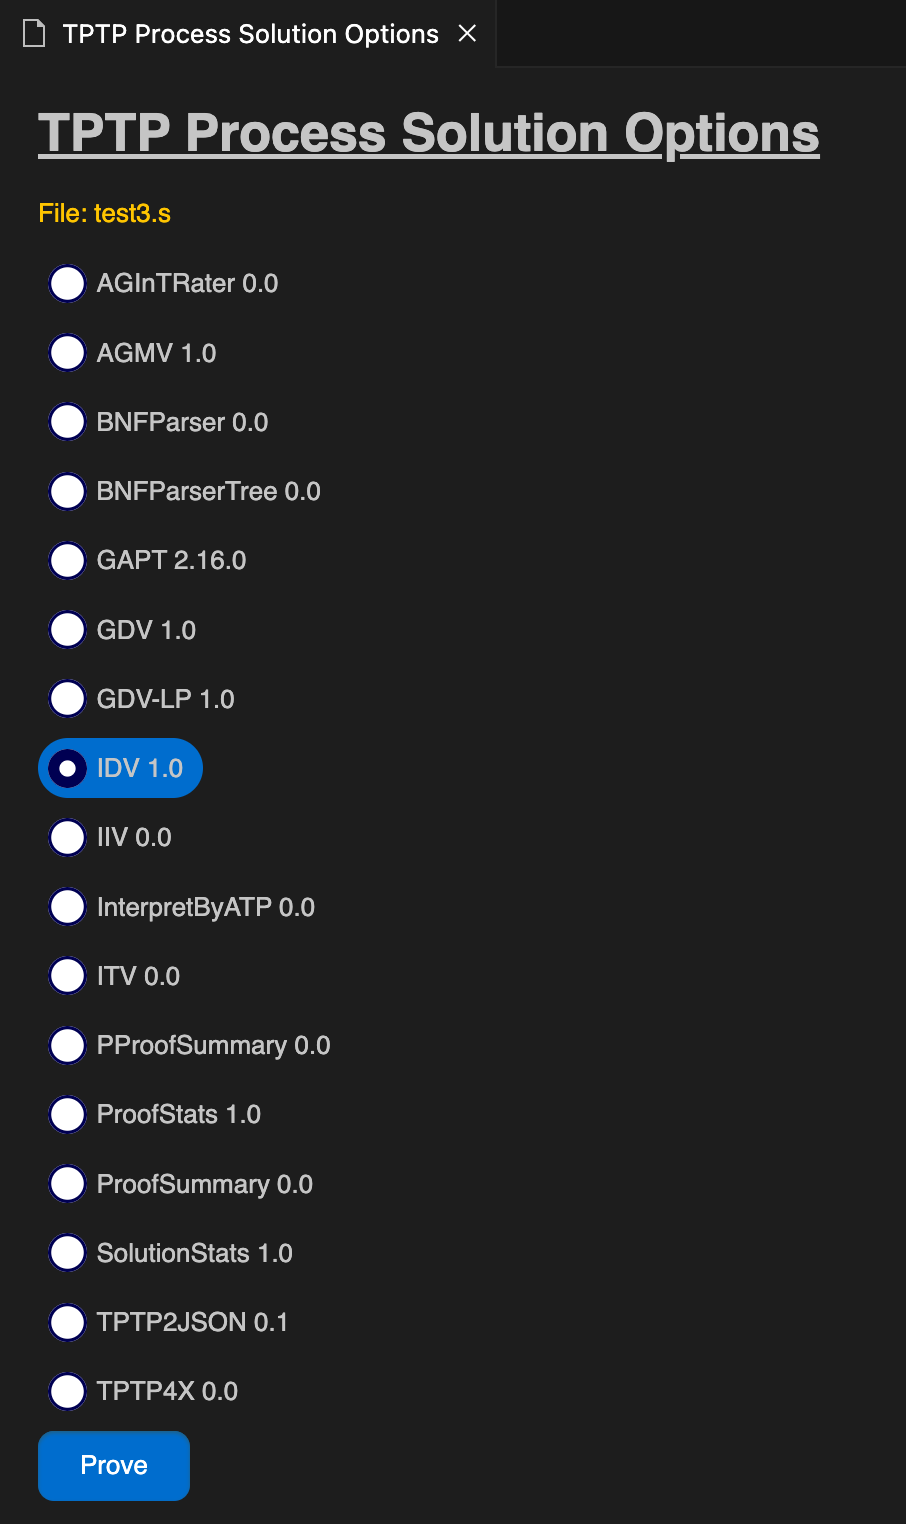 TPTP Process Solution Options
TPTP Process Solution Options
File: test3.s
AGInTRater 0.0
AGMV 1.0
BNFParser 0.0
BNFParserTree 0.0
GAPT 2.16.0
GDV 1.0
GDV-LP 1.0
IDV 1.0
IIV 0.0
InterpretByATP 0.0
ITV 0.0
PProofSummary 0.0
ProofStats 1.0
ProofSummary 0.0
SolutionStats 1.0
TPTP2JSON 0.1
TPTP4X 0.0
Prove